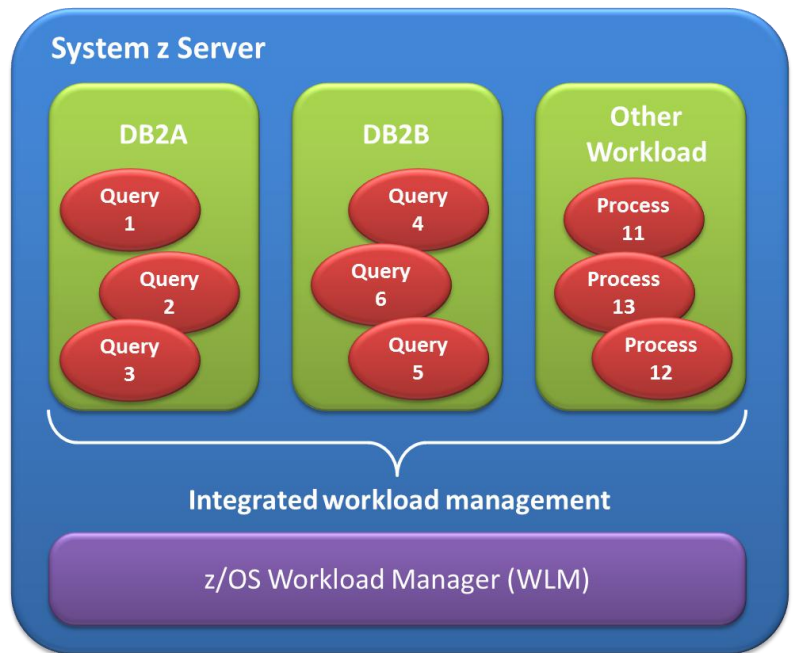 System z Server
DB2A
Query
1
Query
2
Query
3
DB2B
Query
4
Query
6
Query
5
Other
Workload
Process
11
Process
13
Process
12
Integrated workload management
z/OS Workload Manager (WLM)